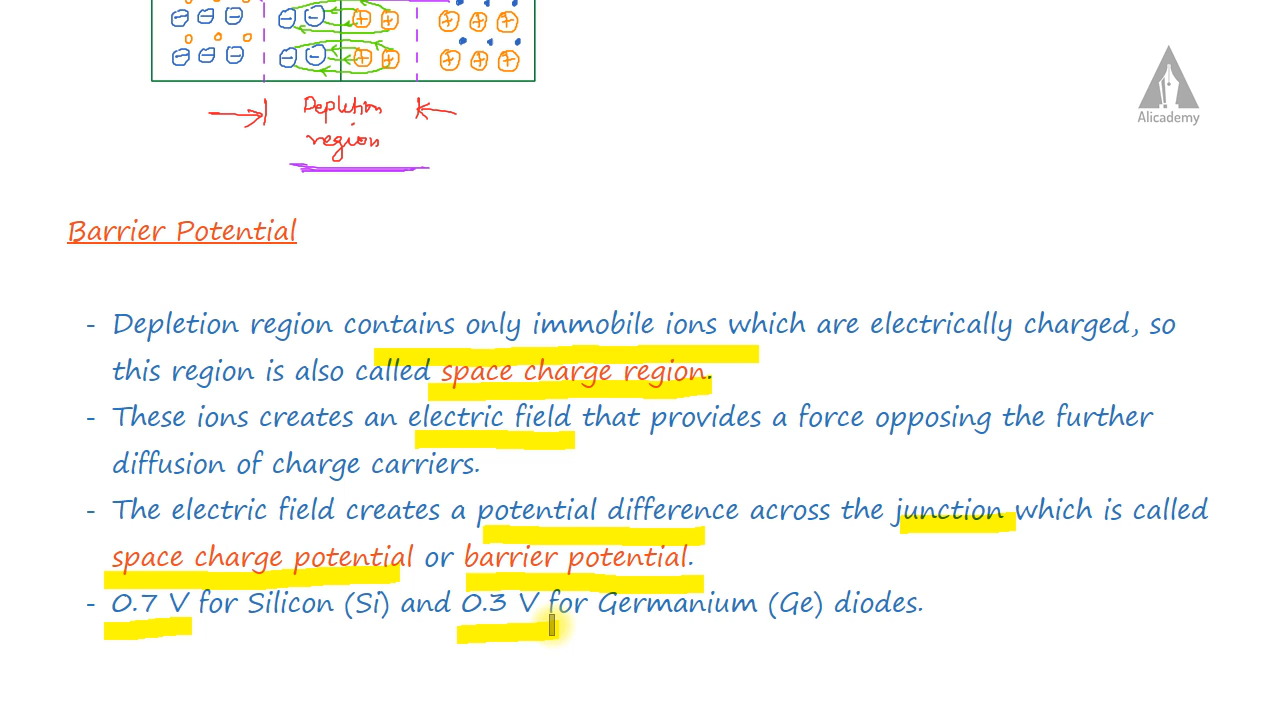 Depletion
region
Alicademy
Barrier Potential
- Depletion region contains only immobile ions which are electrically charged, so
this region is also called space charge region.
- These ions creates an electric field that provides a force opposing the further
diffusion of charge carriers.
- The electric field creates a potential difference across the junction which is called
space charge potential or barrier potential.
- 0.7 V for Silicon (Si) and 0.3 V for Germanium (Ge) diodes.